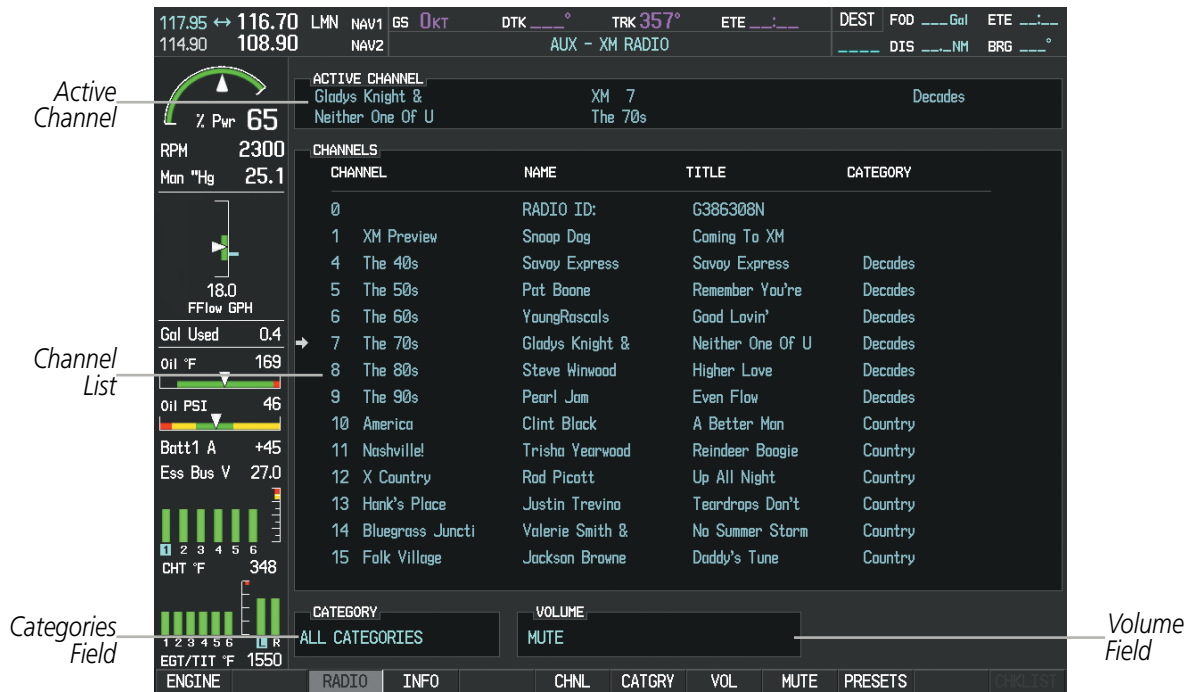 117.95 ↔ 116.70 LMN NAV1 GS 0KT DTK ___° TRK 357° ETE __:__ DEST FOD ___Gal ETE __:__
114.90 108.90 NAV2 AUX - XM RADIO ____ DIS __._NM BRG ___°
Active Channel
% Pwr 65
RPM 2300
Man "Hg 25.1
18.0
FFlow GPH
Gal Used 0.4
Oil °F 169
Oil PSI 46
Batt1 A +45
Ess Bus V 27.0
1 2 3 4 5 6
CHT °F 348
1 2 3 4 5 6 L R
EGT/TIT °F 1550
ACTIVE CHANNEL
Gladys Knight & XM 7 Decades
Neither One Of U The 70s
Channel List
CHANNELS
CHANNEL NAME TITLE CATEGORY
0 RADIO ID: G386308N
1 XM Preview Snoop Dog Coming To XM
4 The 40s Savoy Express Savoy Express Decades
5 The 50s Pat Boone Remember You're Decades
6 The 60s YoungRascals Good Lovin' Decades
7 The 70s Gladys Knight & Neither One Of U Decades
8 The 80s Steve Winwood Higher Love Decades
9 The 90s Pearl Jam Even Flow Decades
10 America Clint Black A Better Man Country
11 Nashville! Trisha Yearwood Reindeer Boogie Country
12 X Country Rod Picott Up All Night Country
13 Hank's Place Justin Trevino Teardrops Don't Country
14 Bluegrass Juncti Valerie Smith & No Summer Storm Country
15 Folk Village Jackson Browne Daddy's Tune Country
Categories Field
CATEGORY
ALL CATEGORIES
VOLUME
MUTE
Volume Field
ENGINE RADIO INFO CHNL CATGRY VOL MUTE PRESETS CHKLIST